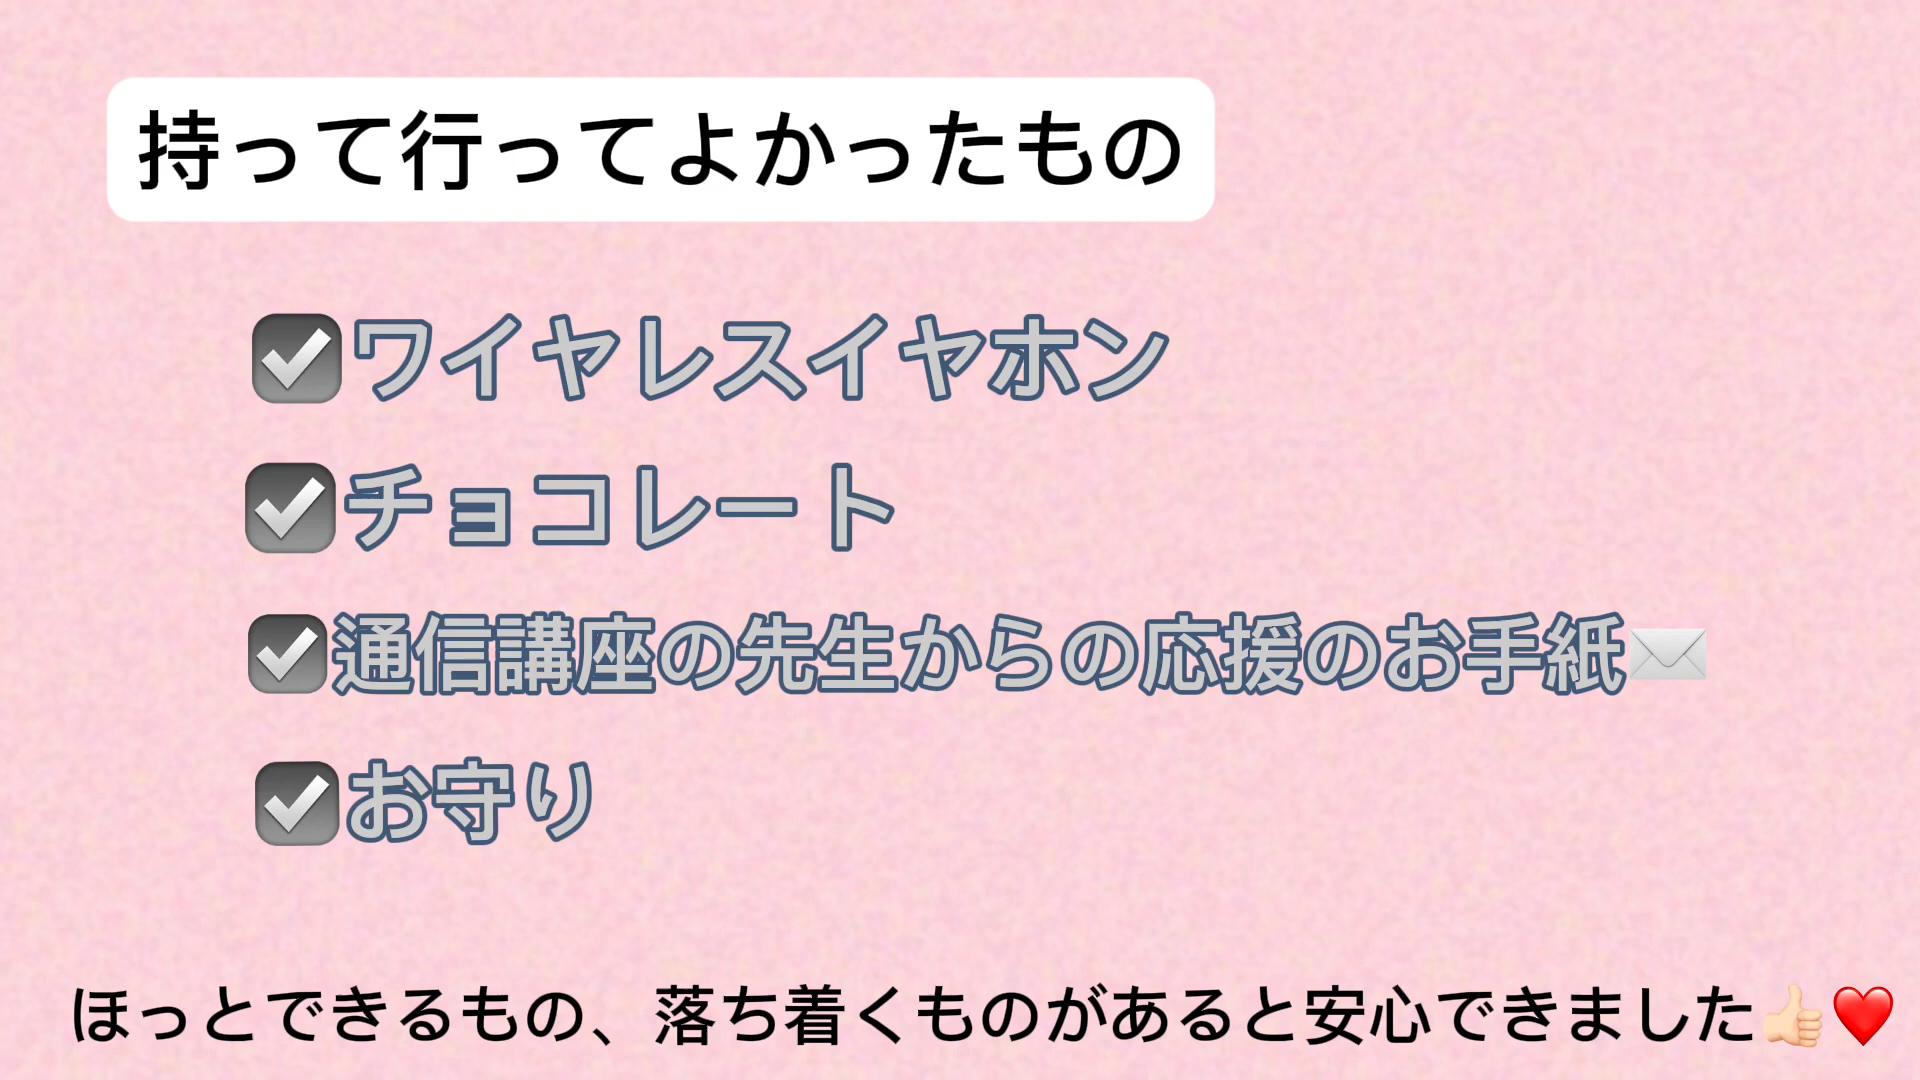 持って行ってよかったもの
☑ワイヤレスイヤホン
☑チョコレート
☑通信講座の先生からの応援のお手紙✉
☑お守り
ほっとできるもの、落ち着くものがあると安心できました👍🏻❤